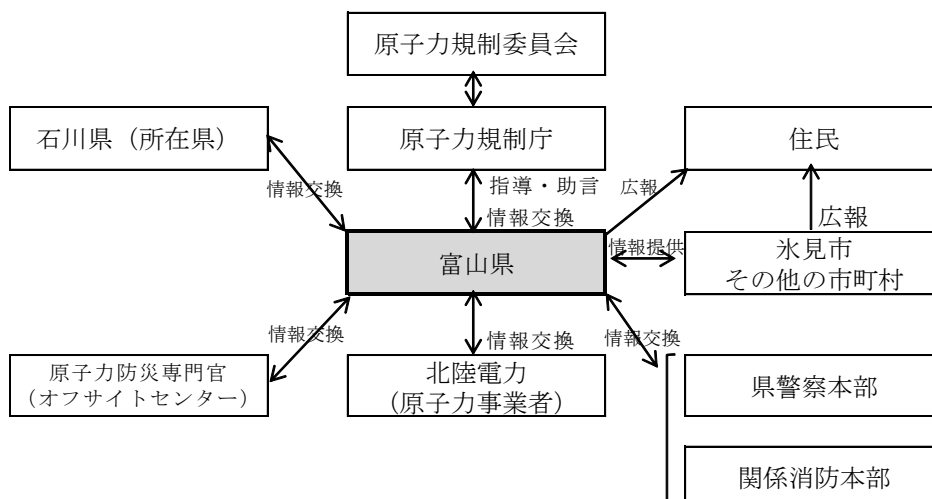 原子力規制委員会
石川県（所在県）
原子力規制庁
住民
情報交換
指導・助言
広報
情報交換
広報
富山県
情報提供
氷見市
その他の市町村
情報交換
情報交換
情報交換
原子力防災専門官
（オフサイトセンター）
北陸電力
（原子力事業者）
県警察本部
関係消防本部